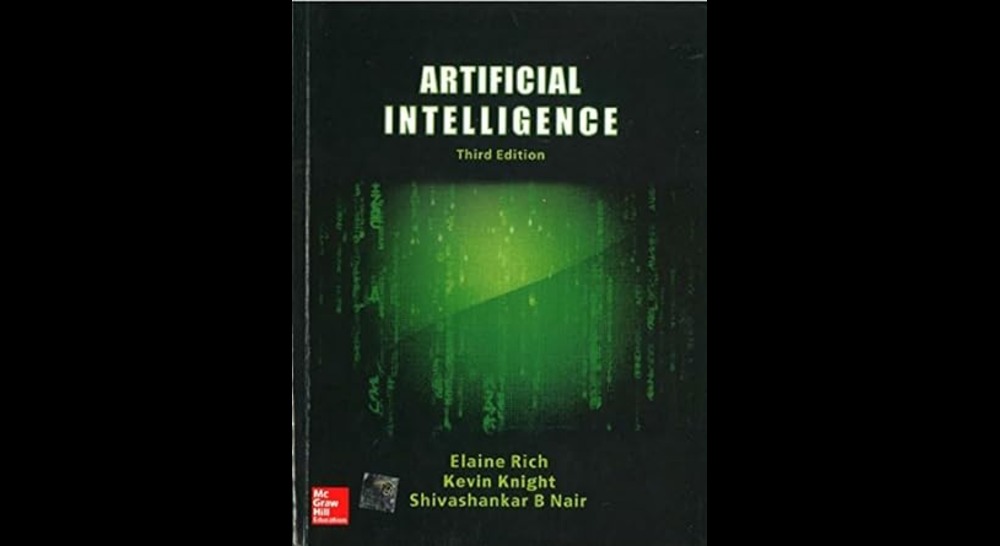 ARTIFICIAL
INTELLIGENCE
Third Edition
Elaine Rich
Kevin Knight
Shivashankar B Nair
Mc
Graw
Hill
Education